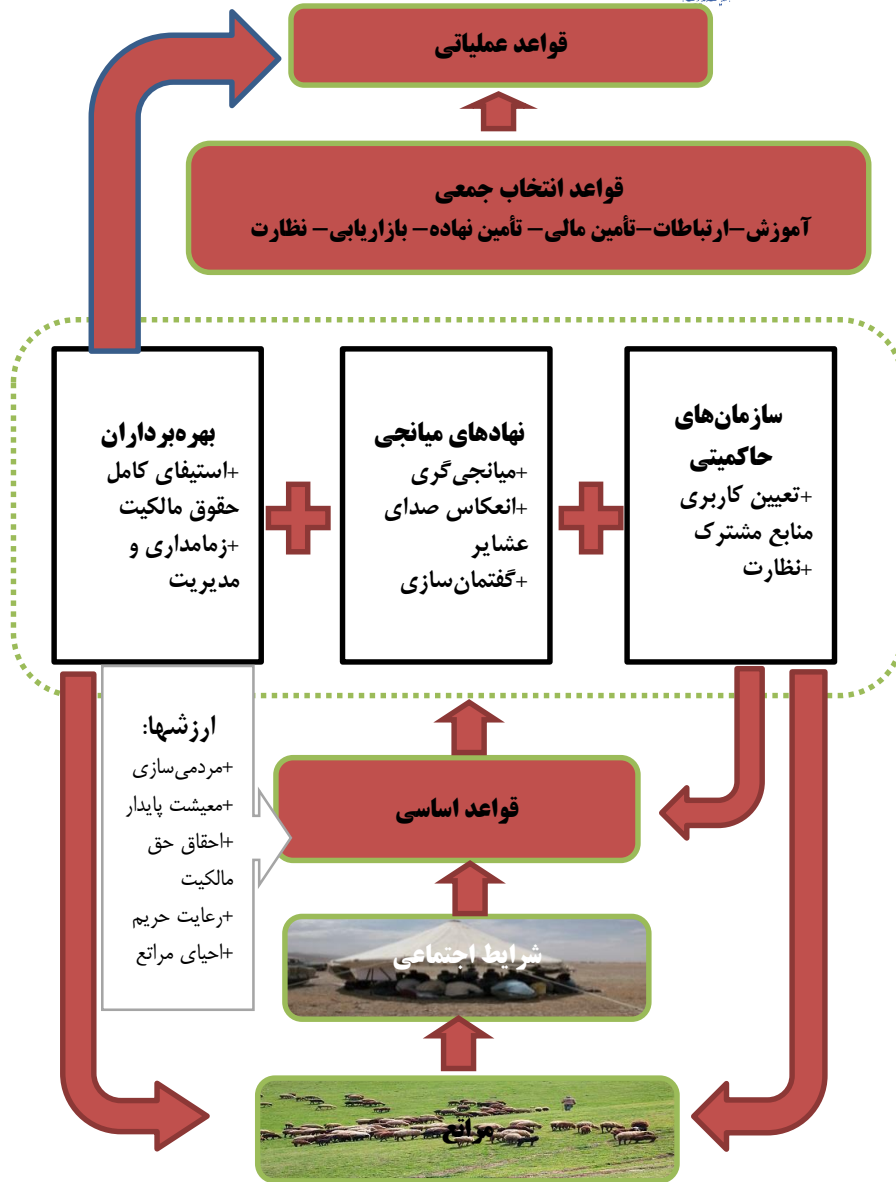 قواعد عملیاتی
قواعد انتخاب جمعی
آموزش–ارتباطات–تأمین مالی– تأمین نهاده– بازاریابی– نظارت
سازمان‌های
حاکمیتی
+تعیین کاربری
منابع مشترک
+نظارت
نهادهای میانجی
+میانجی‌گری
+انعکاس صدای
عشایر
+گفتمان‌سازی
بهره‌برداران
+استیفای کامل
حقوق مالکیت
+زمامداری و
مدیریت
ارزشها:
+مردمی‌سازی
+معیشت پایدار
+احقاق حق
مالکیت
+رعایت حریم
+احیای مراتع
قواعد اساسی
شرایط اجتماعی
مراتع